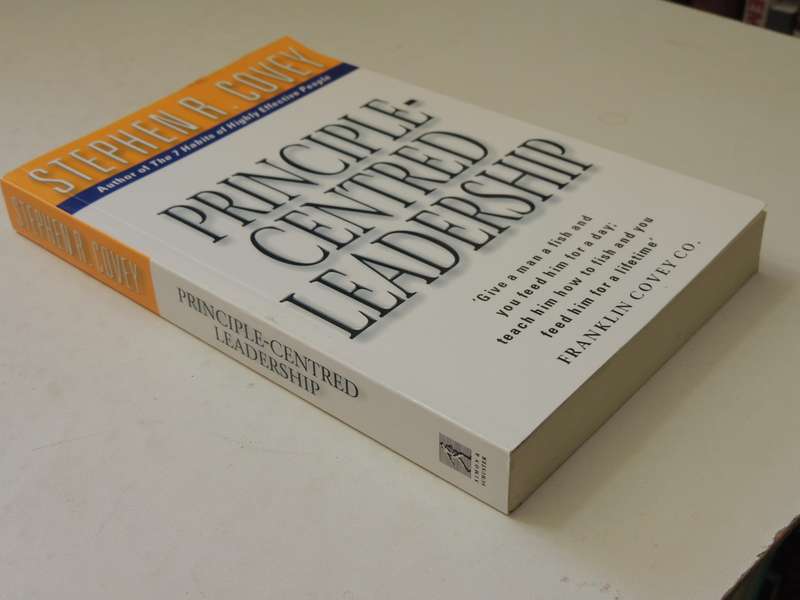 STEPHEN R. COVEY
Author of The 7 Habits of Highly Effective People
PRINCIPLE-
CENTRED
LEADERSHIP
'Give a man a fish and
you feed him for a day;
teach him how to fish and you
feed him for a lifetime'
FRANKLIN COVEY CO.
STEPHEN R. COVEY
PRINCIPLE-CENTRED
LEADERSHIP
SIMON &
SCHUSTER